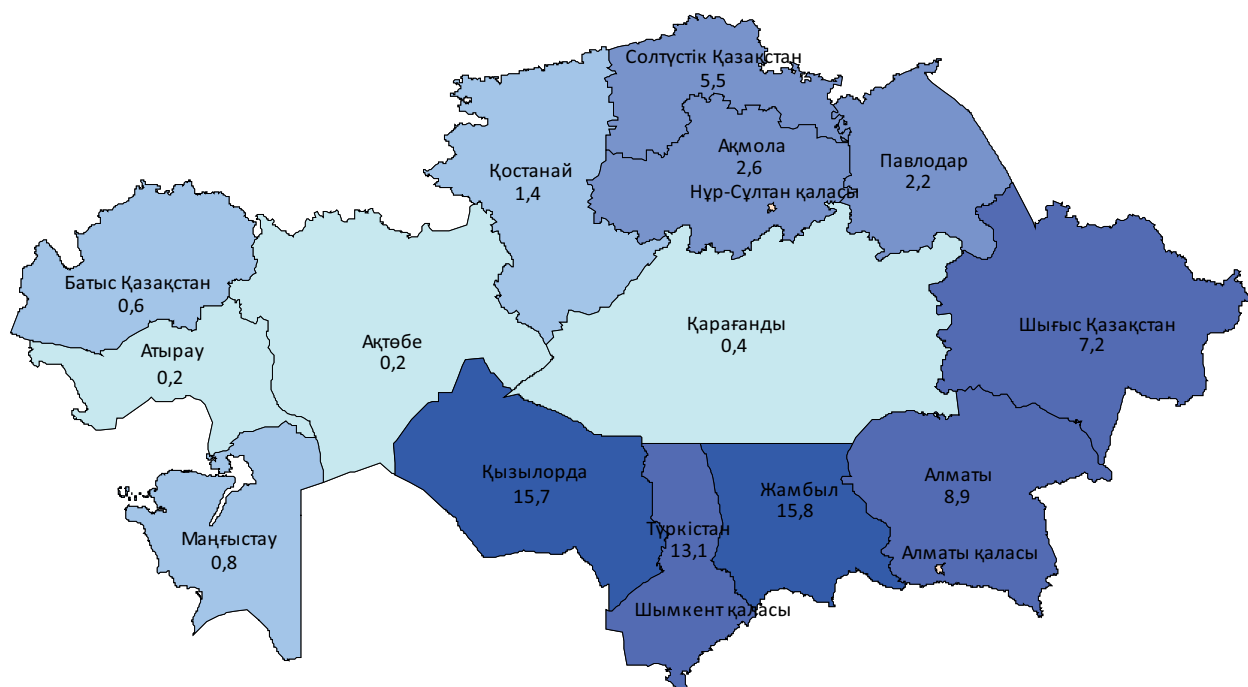 Солтүстік Қазақстан
5,5
Ақмола
2,6
Нұр-Сұлтан қаласы
Павлодар
2,2
Қостанай
1,4
Батыс Қазақстан
0,6
Атырау
0,2
Ақтөбе
0,2
Қарағанды
0,4
Шығыс Қазақстан
7,2
Қызылорда
15,7
Жамбыл
15,8
Алматы
8,9
Түркістан
13,1
Маңғыстау
0,8
Алматы қаласы
Шымкент қаласы